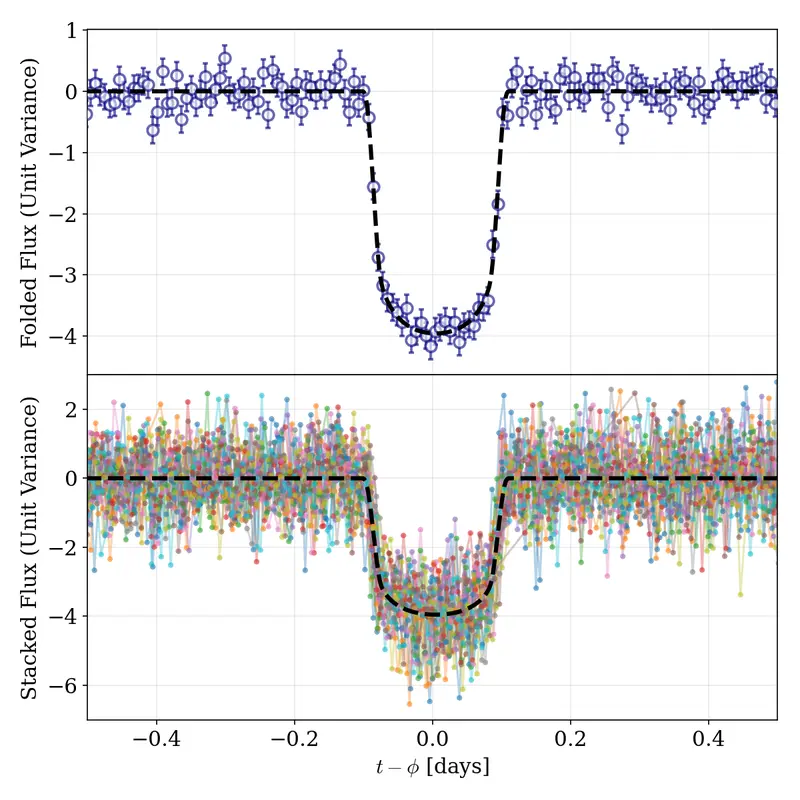 Folded Flux (Unit Variance)
1
0
−1
−2
−3
−4
Stacked Flux (Unit Variance)
2
0
−2
−4
−6
−0.4 −0.2 0.0 0.2 0.4
t − ϕ [days]